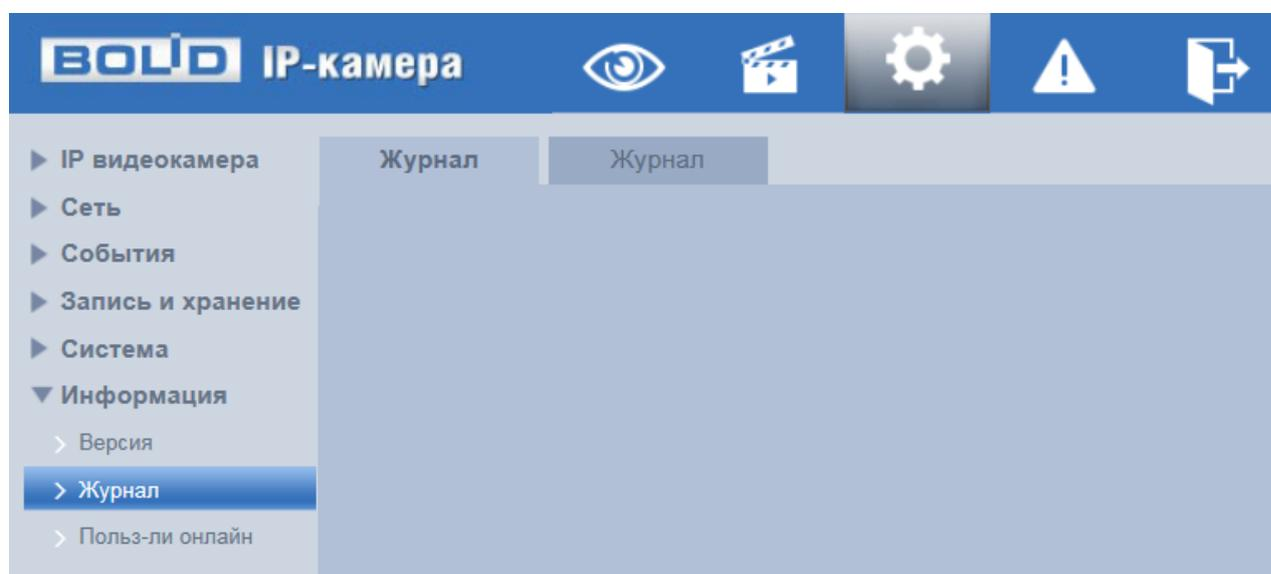 BOLID IP-камера
IP видеокамера
Сеть
События
Запись и хранение
Система
Информация
Версия
Журнал
Польз-ли онлайн
Журнал Журнал